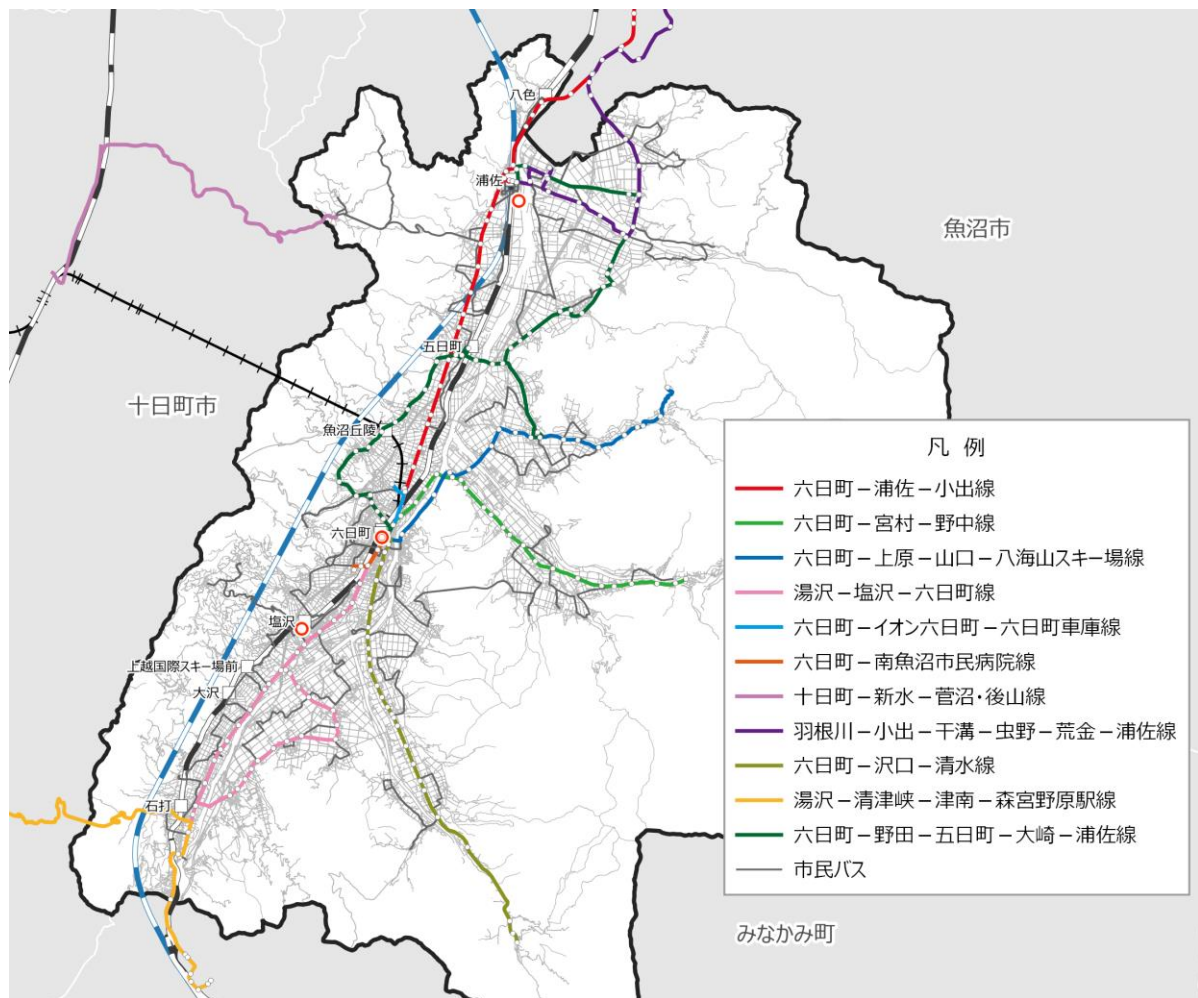 八色
浦佐
魚沼市
五日町
十日町市
魚沼丘陵
六日町
塩沢
上越国際スキー場前
大沢
石打
みなかみ町
凡 例
六日町－浦佐－小出線
六日町－宮村－野中線
六日町－上原－山口－八海山スキー場線
湯沢－塩沢－六日町線
六日町－イオン六日町－六日町車庫線
六日町－南魚沼市民病院線
十日町－新水－菅沼・後山線
羽根川－小出－干溝－虫野－荒金－浦佐線
六日町－沢口－清水線
湯沢－清津峡－津南－森宮野原駅線
六日町－野田－五日町－大崎－浦佐線
市民バス